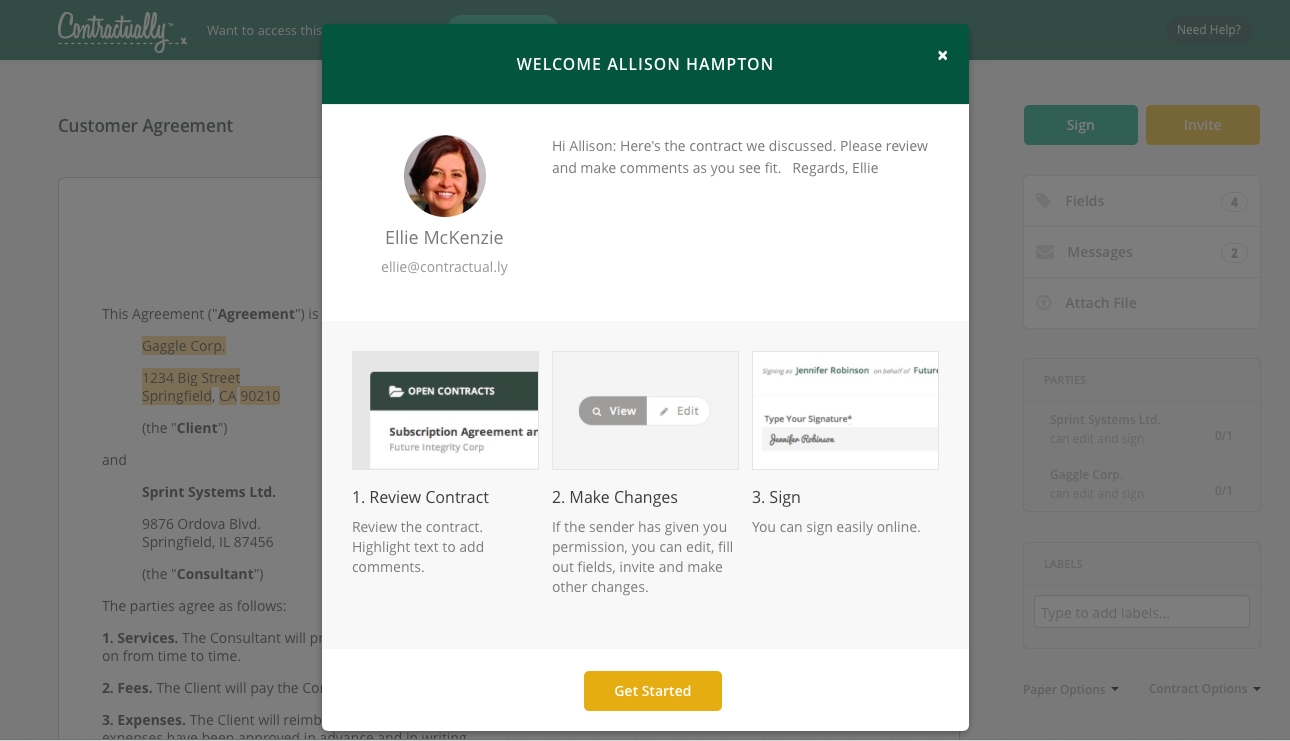 Contractually™
Want to access this
Need Help?
WELCOME ALLISON HAMPTON
×
Customer Agreement
Sign
Invite
Hi Allison: Here's the contract we discussed. Please review
and make comments as you see fit. Regards, Ellie
Ellie McKenzie
ellie@contractual.ly
Fields 4
Messages 2
Attach File
This Agreement ("Agreement") is
Gaggle Corp.
1234 Big Street
Springfield, CA 90210
(the "Client")
and
Sprint Systems Ltd.
9876 Ordova Blvd.
Springfield, IL 87456
(the "Consultant")
The parties agree as follows:
1. Services. The Consultant will pr
on from time to time.
2. Fees. The Client will pay the Co
3. Expenses. The Client will reimb
expenses have been approved in advance and in writing
OPEN CONTRACTS
Subscription Agreement an
Future Integrity Corp
View
Edit
Signing as Jennifer Robinson on behalf of Future
Type Your Signature*
Jennifer Robinson
1. Review Contract
Review the contract.
Highlight text to add
comments.
2. Make Changes
If the sender has given you
permission, you can edit, fill
out fields, invite and make
other changes.
3. Sign
You can sign easily online.
Get Started
PARTIES
Sprint Systems Ltd.
can edit and sign 0/1
Gaggle Corp.
can edit and sign 0/1
LABELS
Type to add labels...
Paper Options
Contract Options